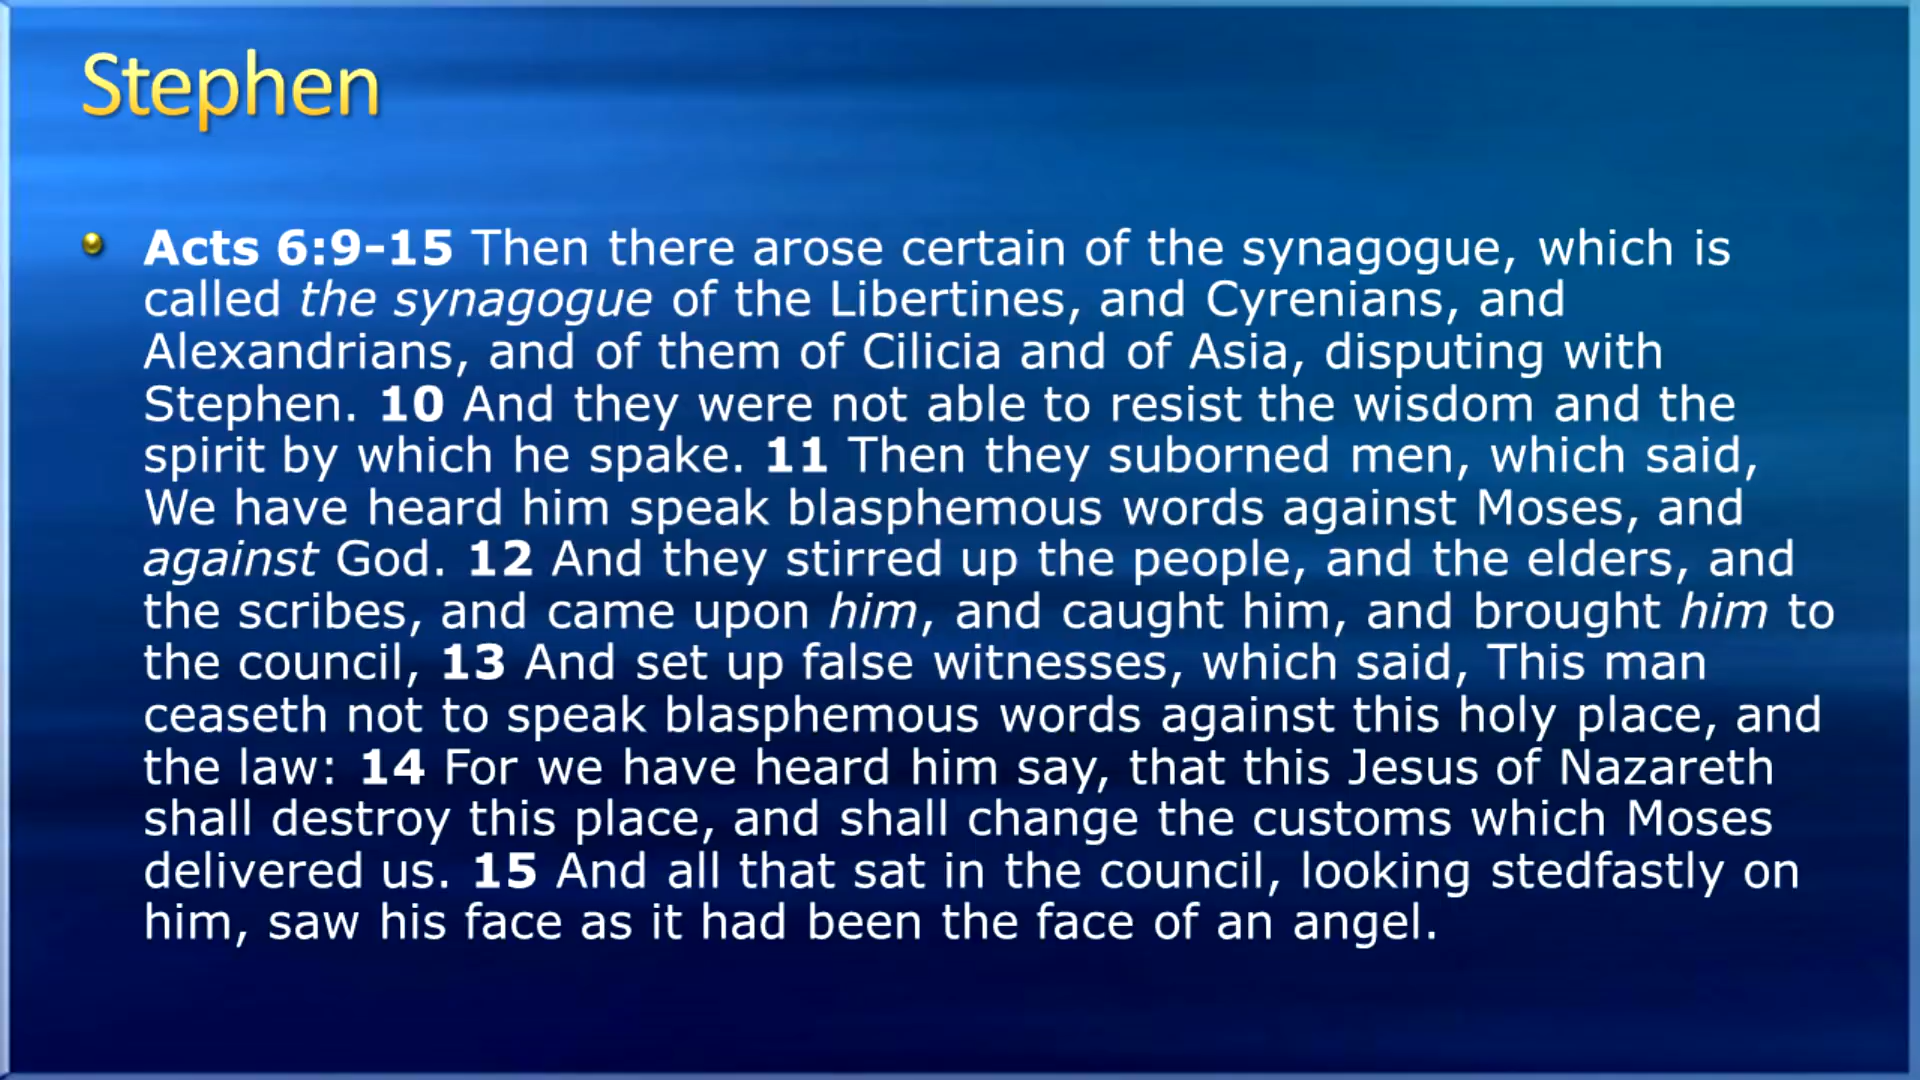 Stephen
Acts 6:9-15 Then there arose certain of the synagogue, which is
called the synagogue of the Libertines, and Cyrenians, and
Alexandrians, and of them of Cilicia and of Asia, disputing with
Stephen. 10 And they were not able to resist the wisdom and the
spirit by which he spake. 11 Then they suborned men, which said,
We have heard him speak blasphemous words against Moses, and
against God. 12 And they stirred up the people, and the elders, and
the scribes, and came upon him, and caught him, and brought him to
the council, 13 And set up false witnesses, which said, This man
ceaseth not to speak blasphemous words against this holy place, and
the law: 14 For we have heard him say, that this Jesus of Nazareth
shall destroy this place, and shall change the customs which Moses
delivered us. 15 And all that sat in the council, looking stedfastly on
him, saw his face as it had been the face of an angel.